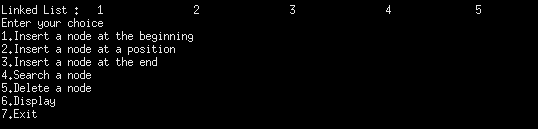 Linked List :   1               2               3               4               5
Enter your choice
1.Insert a node at the beginning
2.Insert a node at a position
3.Insert a node at the end
4.Search a node
5.Delete a node
6.Display
7.Exit